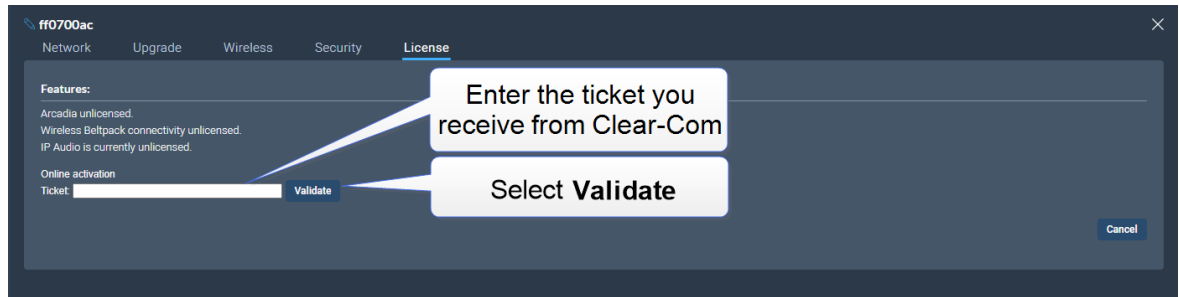 ff0700ac
Network Upgrade Wireless Security License
Features:
Arcadia unlicensed.
Wireless Beltpack connectivity unlicensed.
IP Audio is currently unlicensed.
Enter the ticket you
receive from Clear-Com
Online activation
Ticket: Validate
Select Validate
Cancel